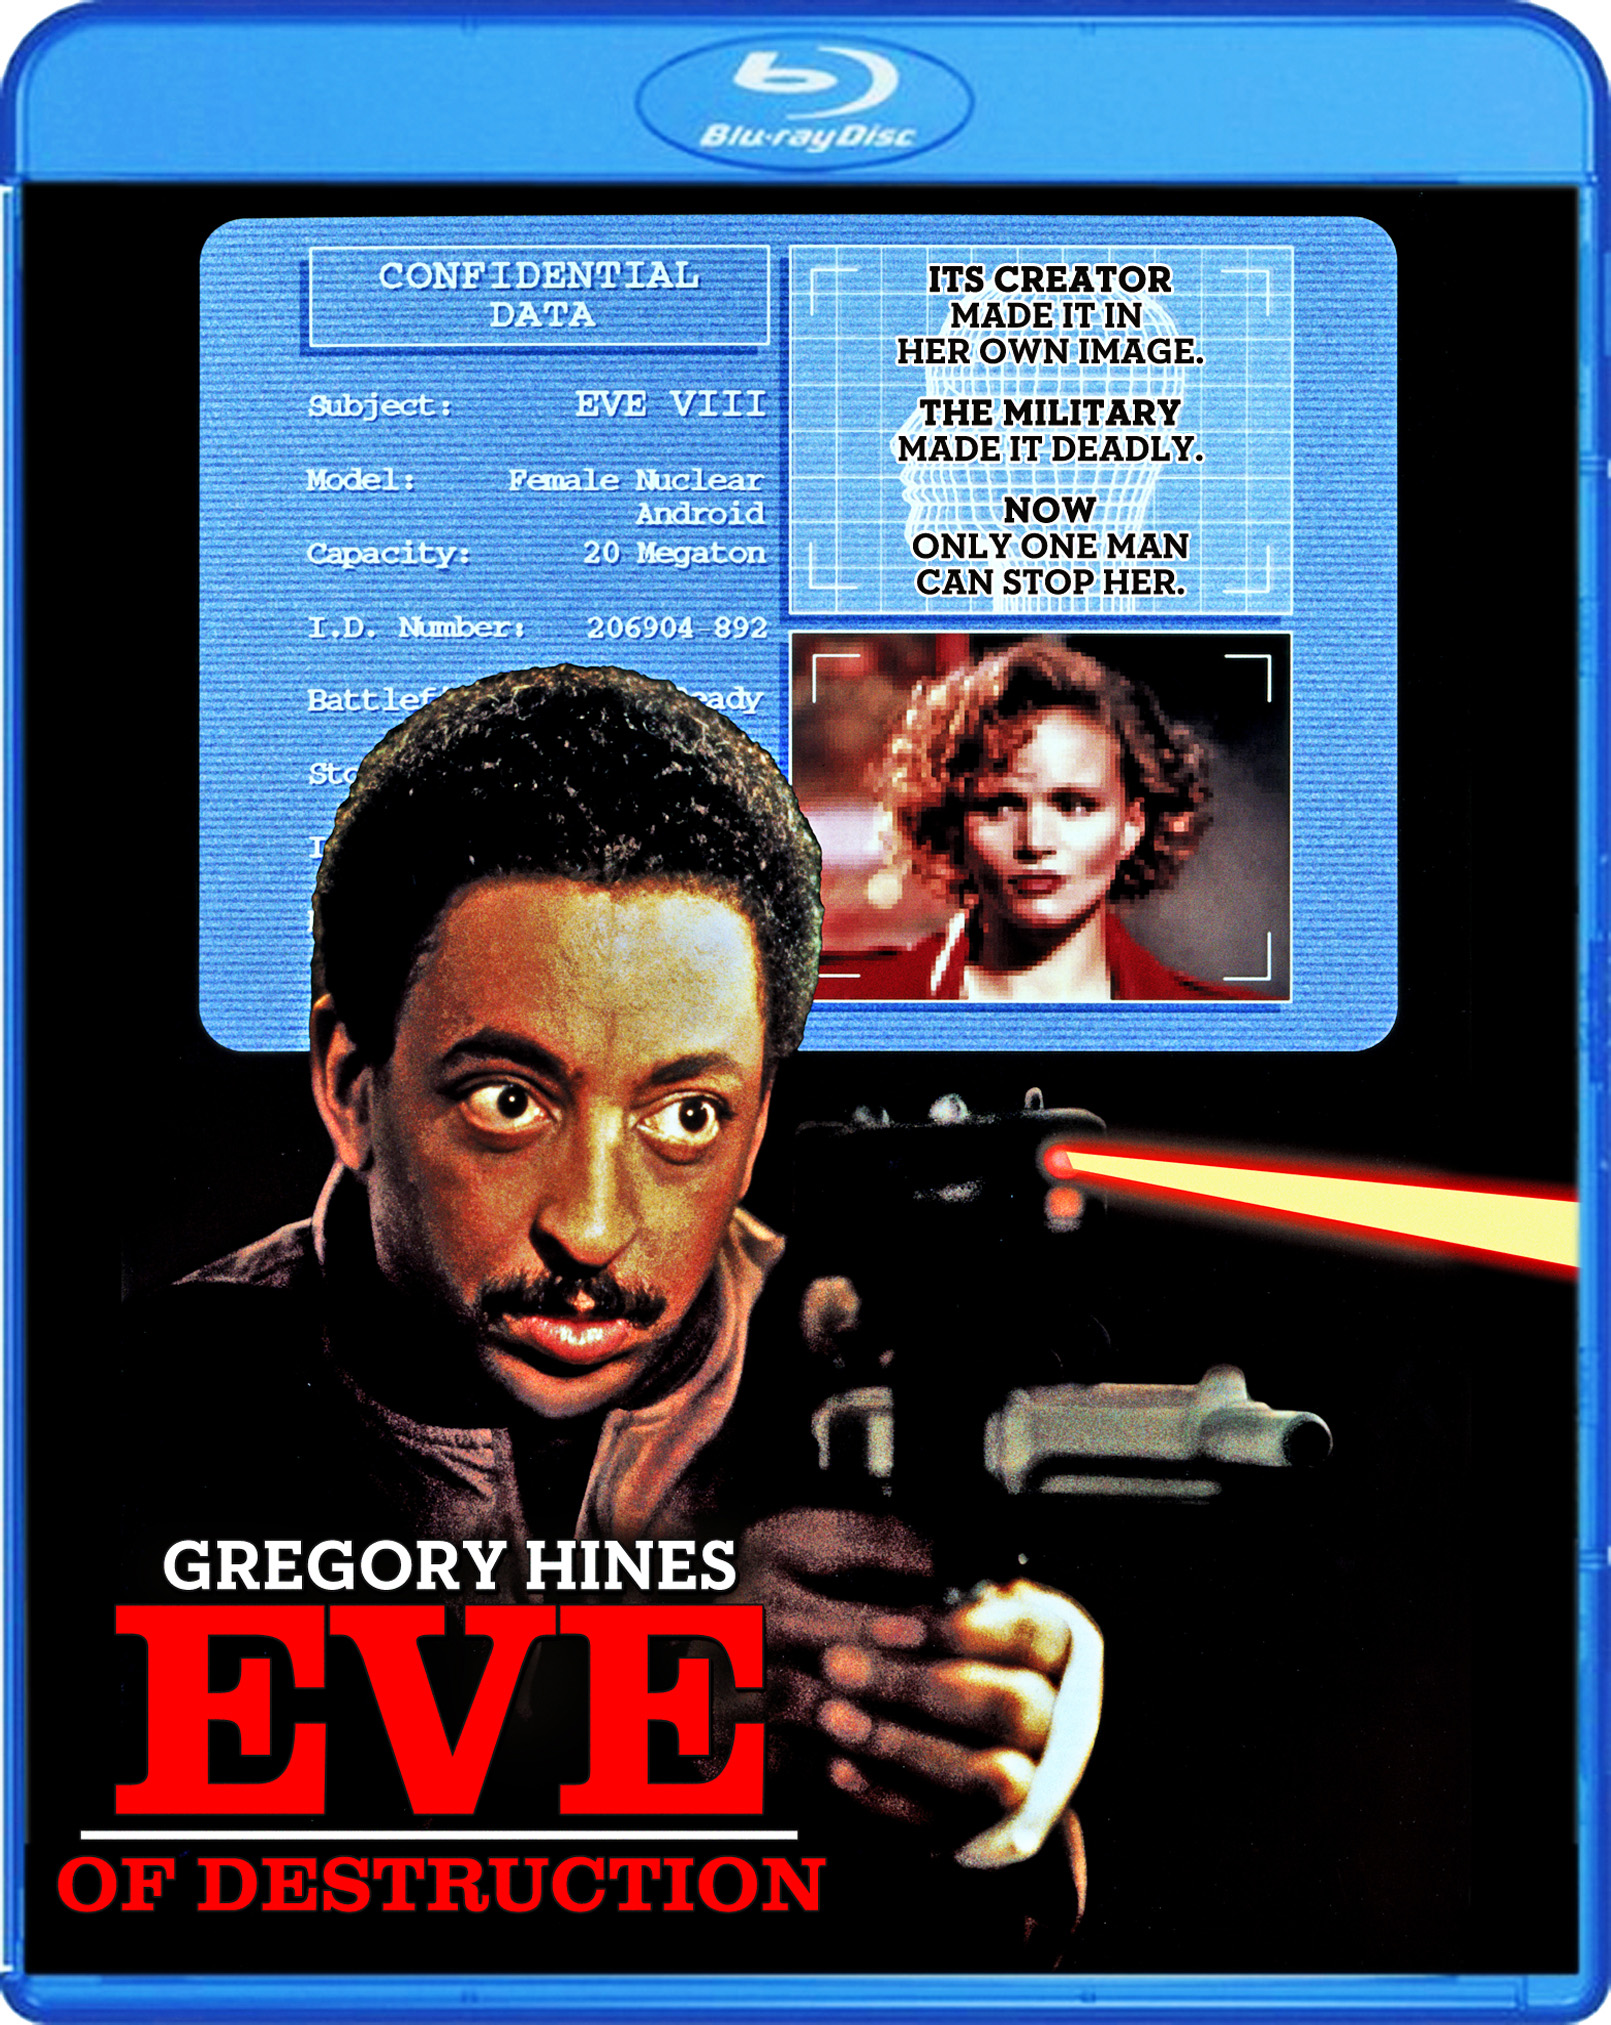 Blu-ray Disc
CONFIDENTIAL
DATA
Subject: EVE VIII
Model: Female Nuclear
Android
Capacity: 20 Megaton
I.D. Number: 206904-892
ITS CREATOR
MADE IT IN
HER OWN IMAGE.
THE MILITARY
MADE IT DEADLY.
NOW
ONLY ONE MAN
CAN STOP HER.
GREGORY HINES
EVE
OF DESTRUCTION